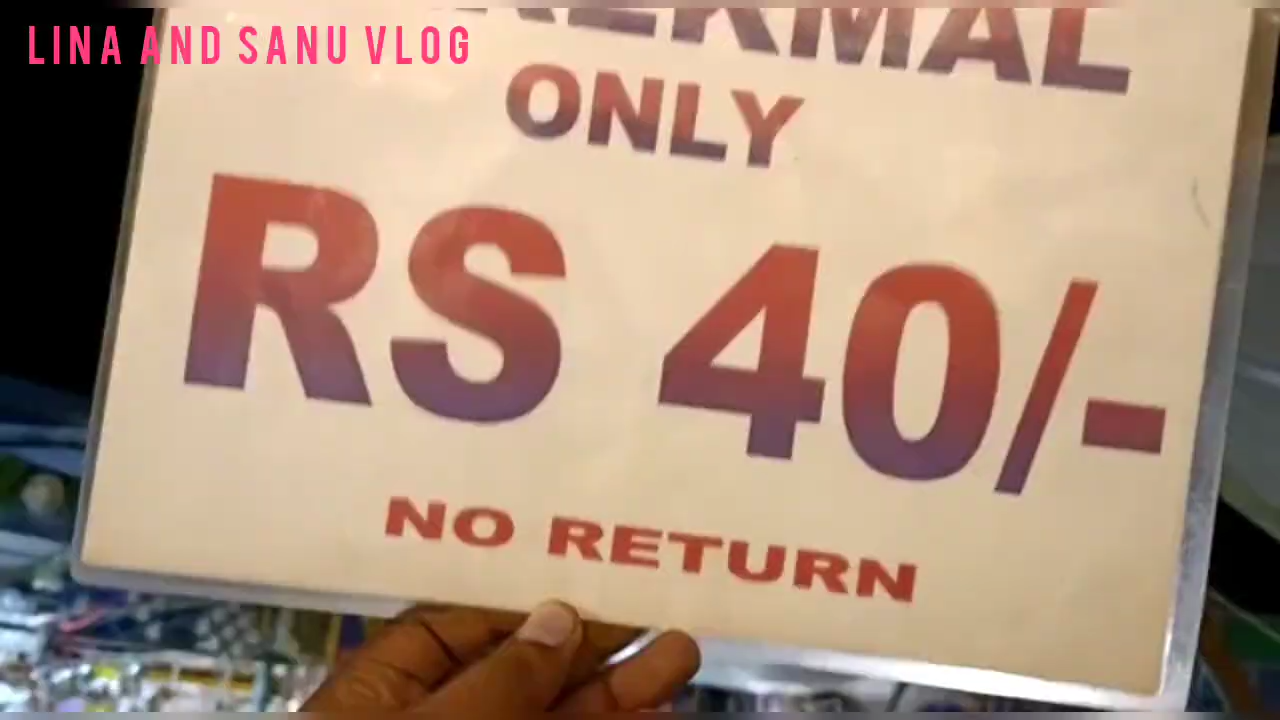 LINA AND SANU VLOG
ONLY
RS 40/-
NO RETURN